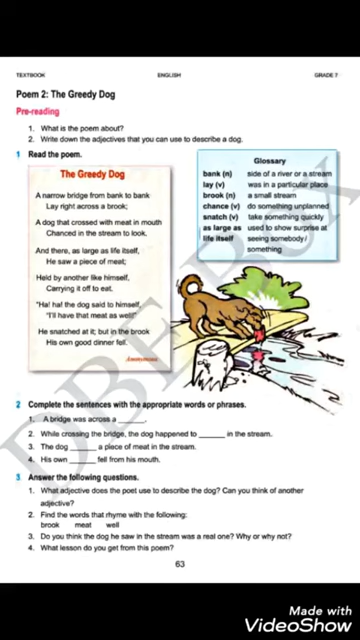 TEXTBOOK ENGLISH GRADE 7
Poem 2: The Greedy Dog
Pre-reading
1. What is the poem about?
2. Write down the adjectives that you can use to describe a dog.
1 Read the poem.
The Greedy Dog
A narrow bridge from bank to bank
Lay right across a brook;
A dog that crossed with meat in mouth
Chanced in the stream to look,
And there, as large as life itself,
He saw a piece of meat;
Held by another like himself,
Carrying it off to eat.
'Ha! ha!' the dog said to himself,
"I'll have that meat as well!'
He snatched at it; but in the brook
His own good dinner fell.
Anonymous
Glossary
bank (n) side of a river or a stream
lay (v) was in a particular place
brook (n) a small stream
chance (v) do something unplanned
snatch (v) take something quickly
as large as used to show surprise at
life itself seeing somebody/
something
2 Complete the sentences with the appropriate words or phrases.
1. A bridge was across a ______.
2. While crossing the bridge, the dog happened to ______ in the stream.
3. The dog ______ a piece of meat in the stream.
4. His own ______ fell from his mouth.
3 Answer the following questions.
1. What adjective does the poet use to describe the dog? Can you think of another
adjective?
2. Find the words that rhyme with the following:
brook meat well
3. Do you think the dog he saw in the stream was a real one? Why or why not?
4. What lesson do you get from this poem?
63
DBE BOX
Made with
VideoShow